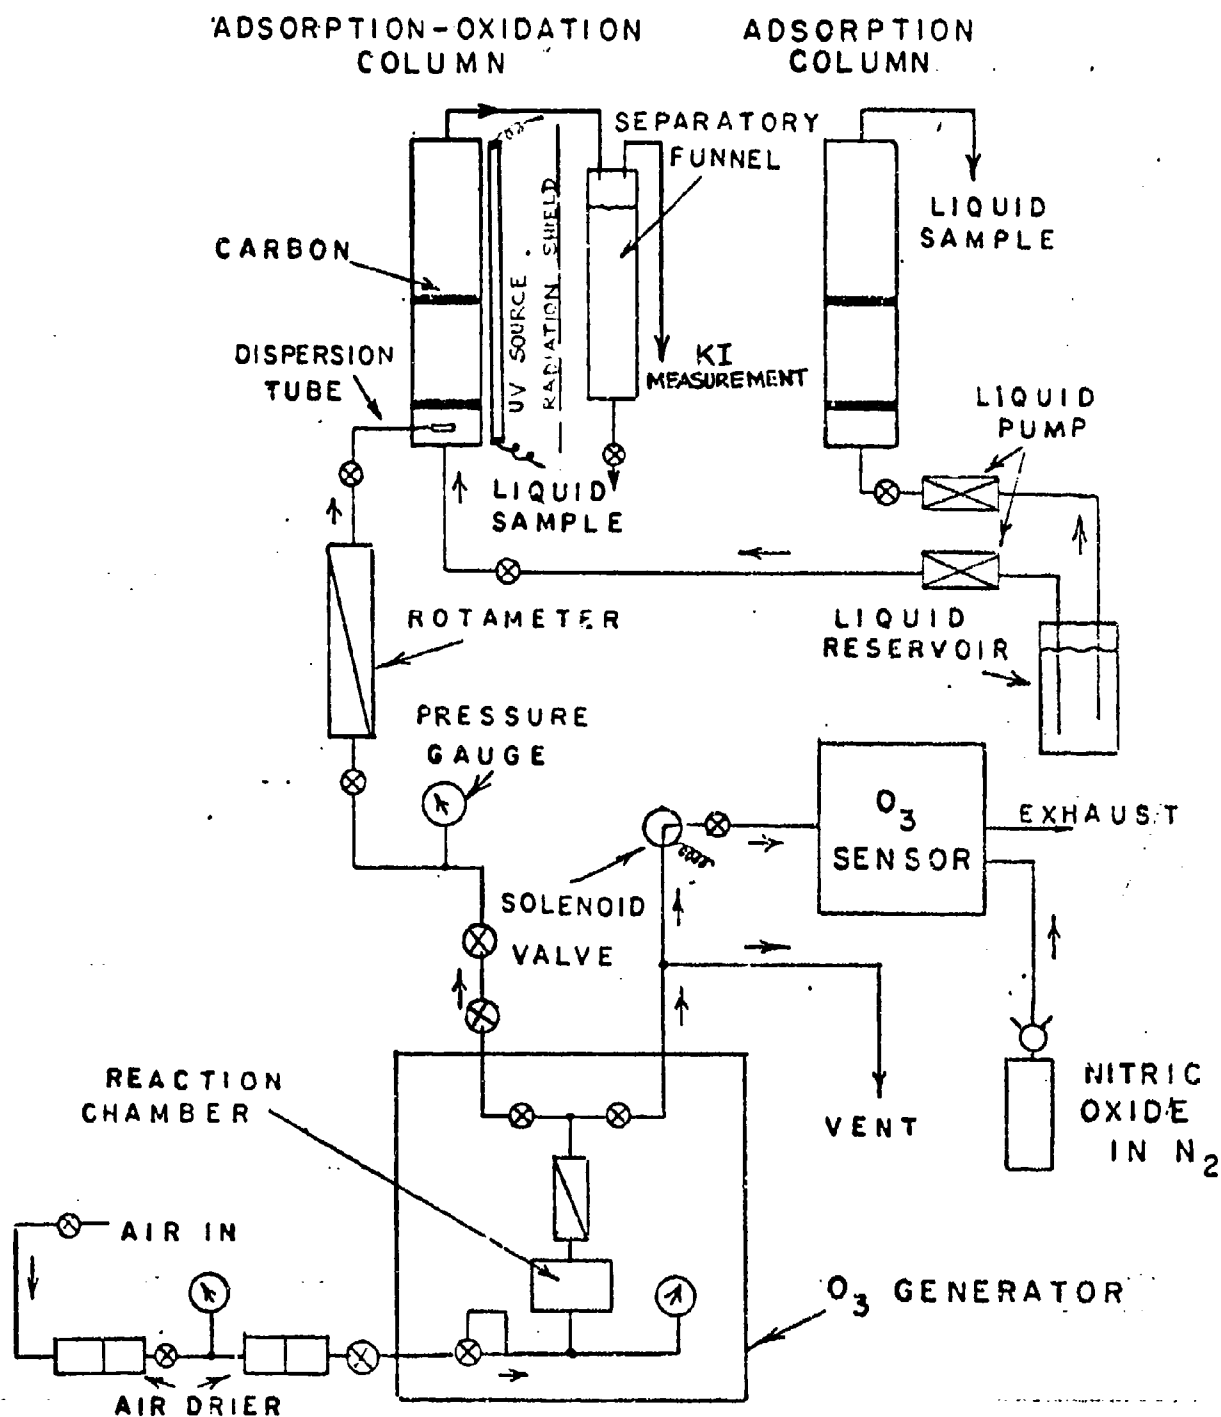 ADSORPTION-OXIDATION
COLUMN
ADSORPTION
COLUMN
SEPARATORY
FUNNEL
LIQUID
SAMPLE
CARBON
UV SOURCE
RADIATION SHIELD
DISPERSION
TUBE
KI
MEASUREMENT
LIQUID
PUMP
LIQUID
SAMPLE
ROTAMETER
LIQUID
RESERVOIR
PRESSURE
GAUGE
O3
SENSOR
EXHAUST
SOLENOID
VALVE
REACTION
CHAMBER
VENT
NITRIC
OXIDE
IN N2
AIR IN
O3 GENERATOR
AIR DRIER